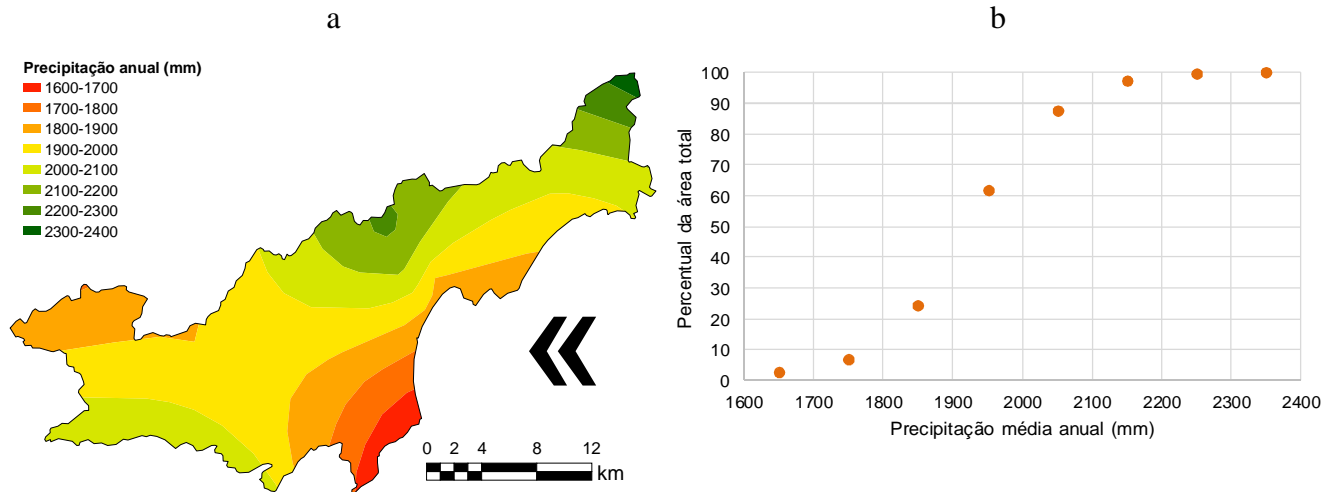 a
Precipitação anual (mm)
1600-1700
1700-1800
1800-1900
1900-2000
2000-2100
2100-2200
2200-2300
2300-2400
0 2 4 8 12
km
b
Percentual da área total
100
90
80
70
60
50
40
30
20
10
0
1600 1700 1800 1900 2000 2100 2200 2300 2400
Precipitação média anual (mm)